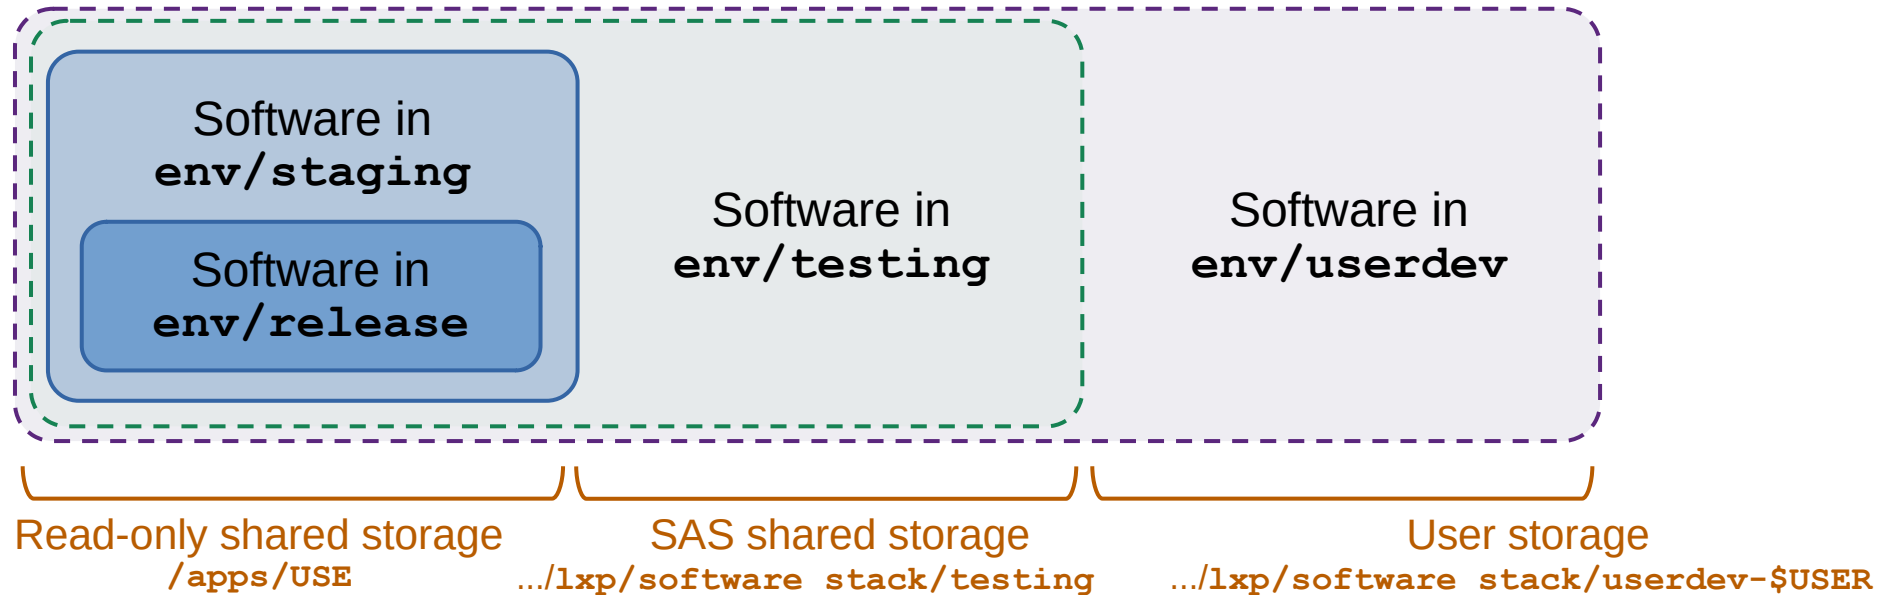 Software in
env/staging
Software in
env/release
Software in
env/testing
Software in
env/userdev
Read-only shared storage
/apps/USE
SAS shared storage
.../lxp/software stack/testing
User storage
.../lxp/software stack/userdev-$USER